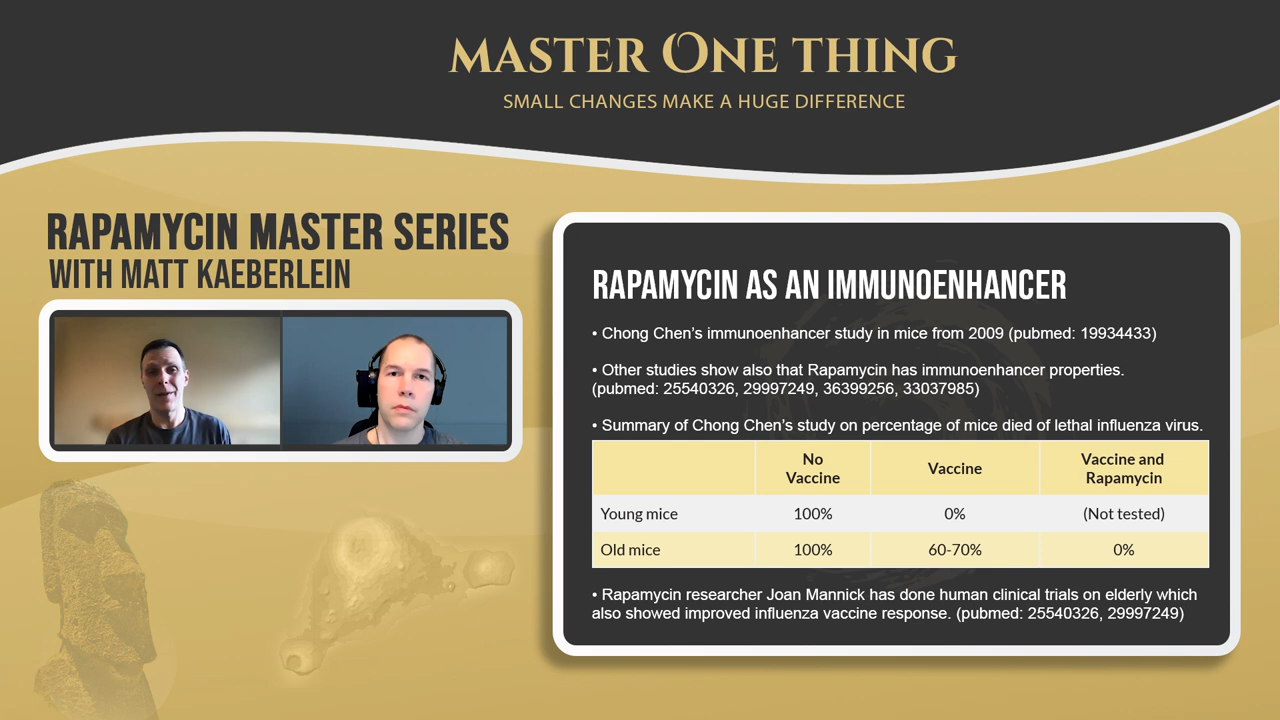 MASTER ONE THING
SMALL CHANGES MAKE A HUGE DIFFERENCE
RAPAMYCIN MASTER SERIES
WITH MATT KAEBERLEIN
RAPAMYCIN AS AN IMMUNOENHANCER
• Chong Chen's immunoenhancer study in mice from 2009 (pubmed: 19934433)
• Other studies show also that Rapamycin has immunoenhancer properties.
(pubmed: 25540326, 29997249, 36399256, 33037985)
• Summary of Chong Chen's study on percentage of mice died of lethal influenza virus.
No Vaccine Vaccine Vaccine and Rapamycin
Young mice 100% 0% (Not tested)
Old mice 100% 60-70% 0%
• Rapamycin researcher Joan Mannick has done human clinical trials on elderly which
also showed improved influenza vaccine response. (pubmed: 25540326, 29997249)